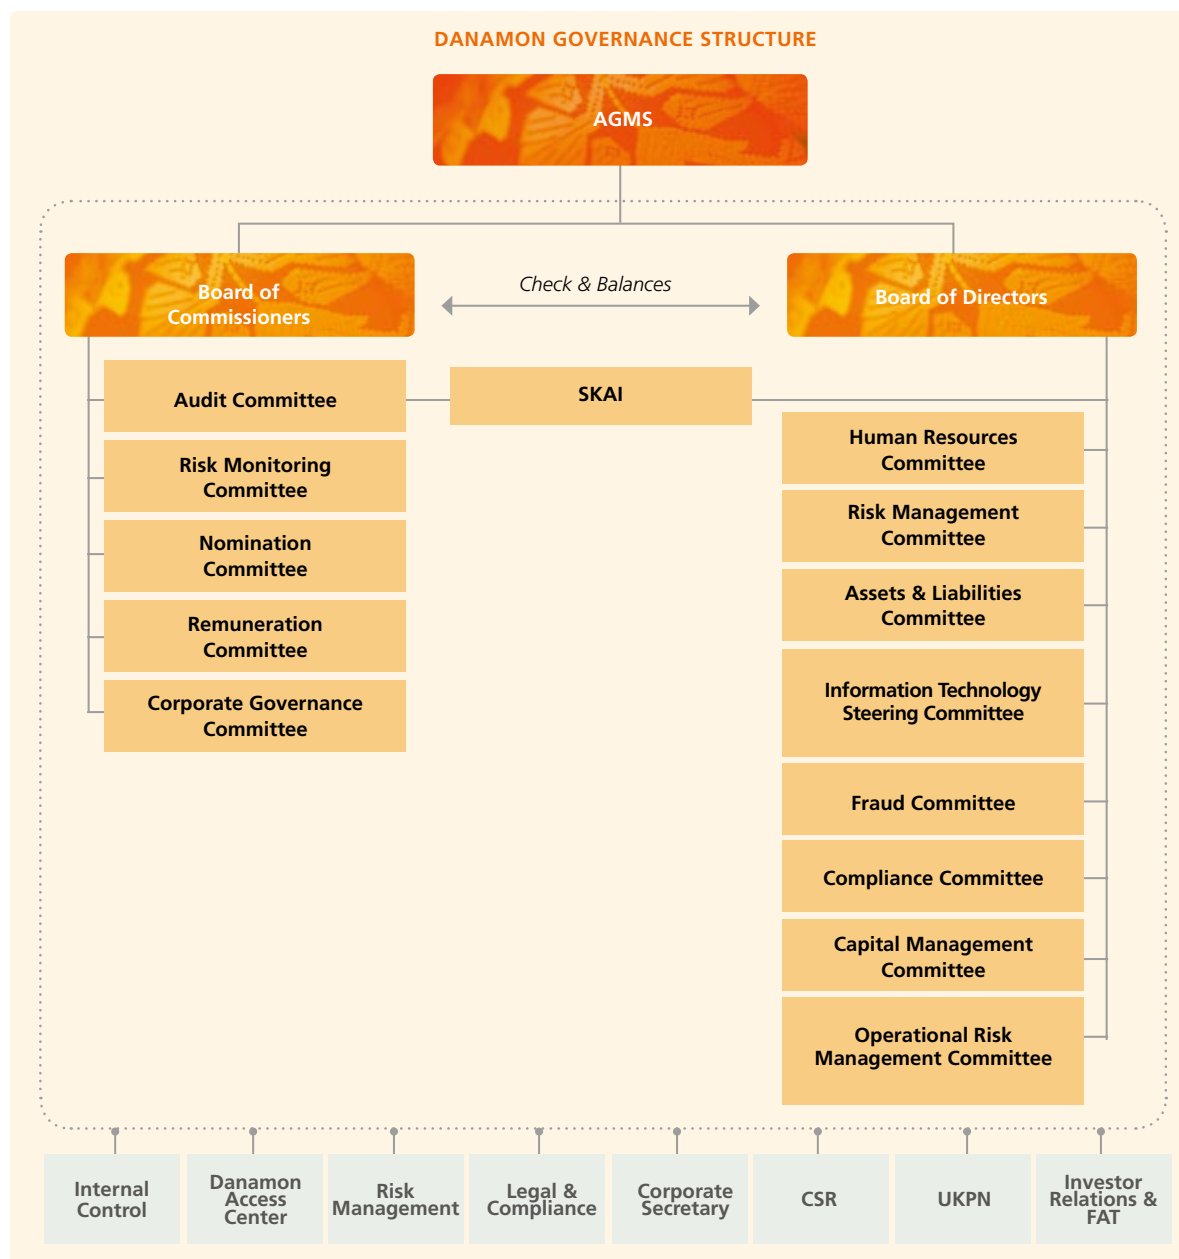 DANAMON GOVERNANCE STRUCTURE
AGMS
Board of
Commissioners
Check & Balances
Board of Directors
Audit Committee
SKAI
Risk Monitoring
Committee
Nomination
Committee
Remuneration
Committee
Corporate Governance
Committee
Human Resources
Committee
Risk Management
Committee
Assets & Liabilities
Committee
Information Technology
Steering Committee
Fraud Committee
Compliance Committee
Capital Management
Committee
Operational Risk
Management Committee
Internal
Control
Danamon
Access
Center
Risk
Management
Legal &
Compliance
Corporate
Secretary
CSR
UKPN
Investor
Relations &
FAT